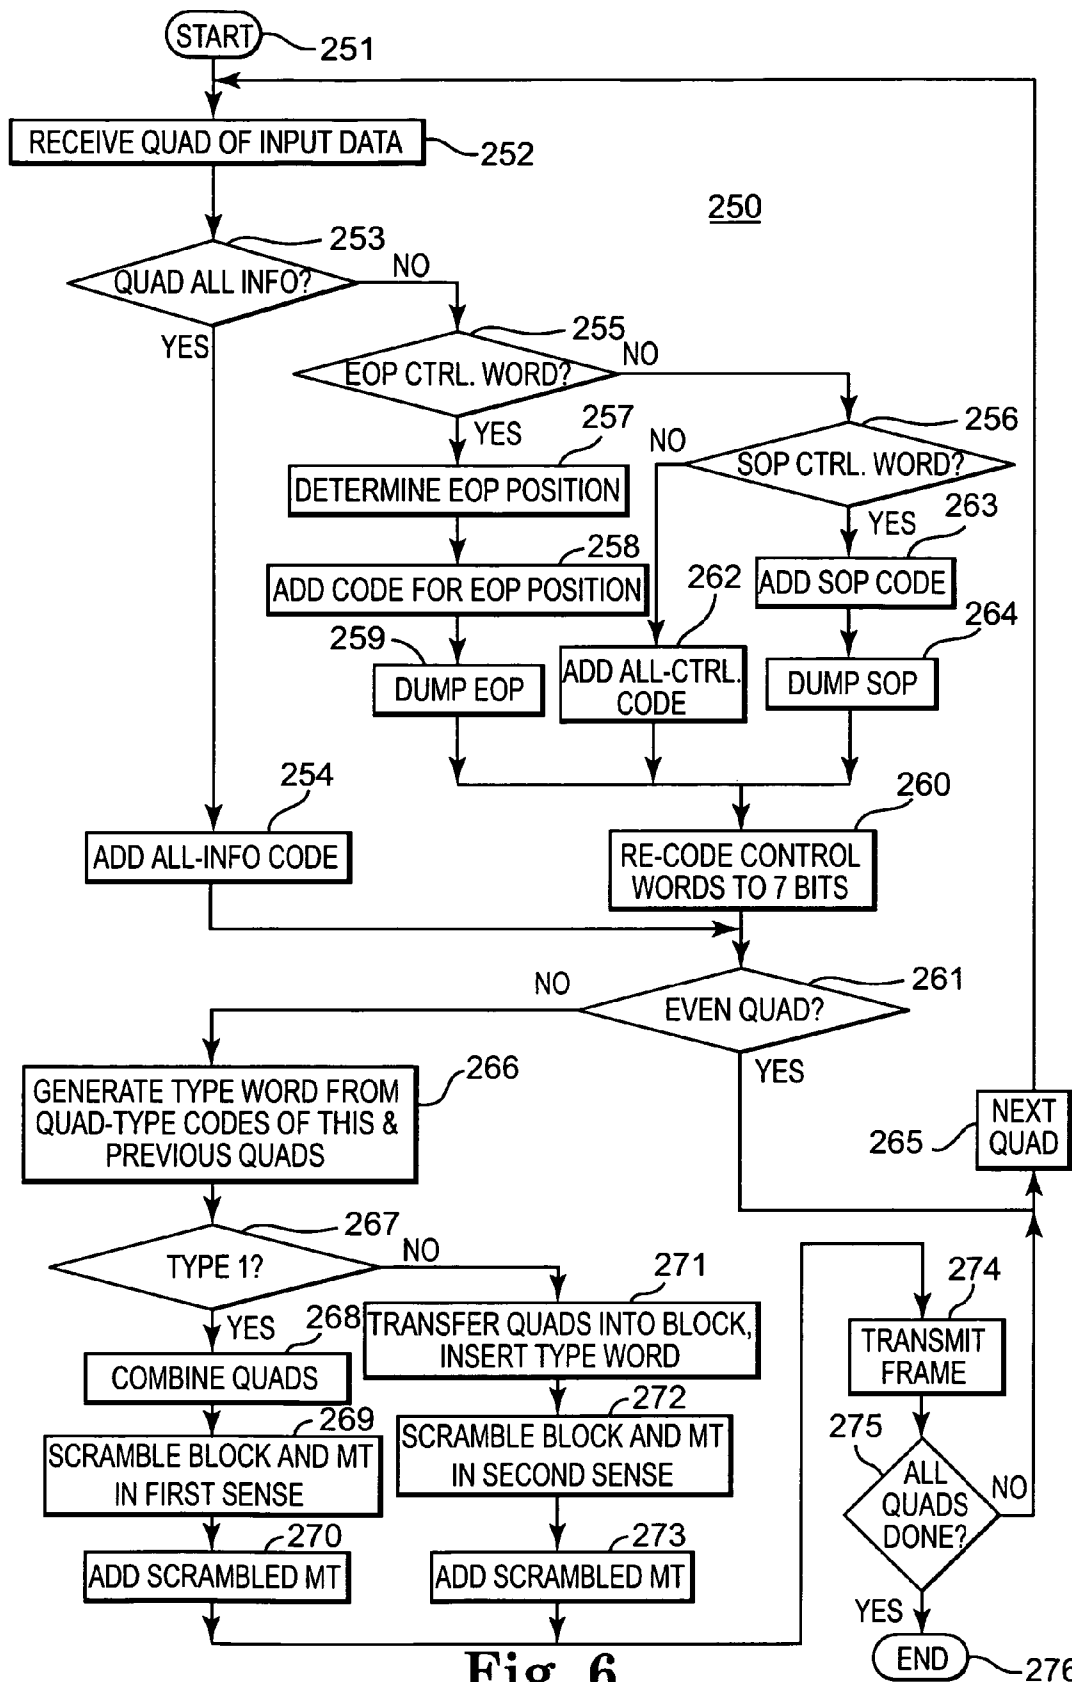 START
251
RECEIVE QUAD OF INPUT DATA
252
250
253
QUAD ALL INFO?
NO
YES
255
EOP CTRL. WORD?
NO
YES
256
SOP CTRL. WORD?
NO
YES
257
DETERMINE EOP POSITION
258
ADD CODE FOR EOP POSITION
263
ADD SOP CODE
259
DUMP EOP
262
ADD ALL-CTRL.
CODE
264
DUMP SOP
254
ADD ALL-INFO CODE
260
RE-CODE CONTROL
WORDS TO 7 BITS
261
EVEN QUAD?
NO
YES
266
GENERATE TYPE WORD FROM
QUAD-TYPE CODES OF THIS &
PREVIOUS QUADS
NEXT
QUAD
265
267
TYPE 1?
NO
YES
268
COMBINE QUADS
269
SCRAMBLE BLOCK AND MT
IN FIRST SENSE
270
ADD SCRAMBLED MT
271
TRANSFER QUADS INTO BLOCK,
INSERT TYPE WORD
272
SCRAMBLE BLOCK AND MT
IN SECOND SENSE
273
ADD SCRAMBLED MT
274
TRANSMIT
FRAME
275
ALL
QUADS
DONE?
NO
YES
END
276
Fig. 6